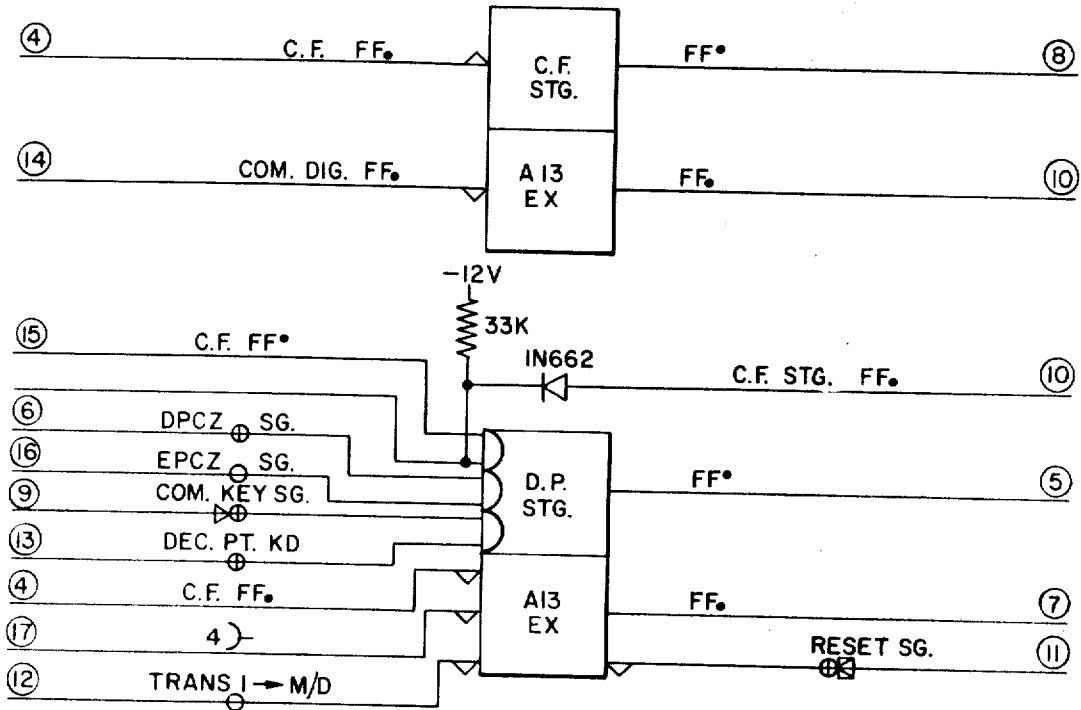 ④ C.F. FF• C.F. STG. FF• ⑧
⑭ COM. DIG. FF• A13 EX FF• ⑩
-12V
33K
⑮ C.F. FF• 1N662 C.F. STG. FF• ⑩
⑥ DPCZ SG.
⑯ EPCZ SG. D.P. STG. FF• ⑤
⑨ COM. KEY SG.
⑬ DEC. PT. KD
④ C.F. FF• A13 EX FF• ⑦
⑰ 4 RESET SG. ⑪
⑫ TRANS 1 → M/D